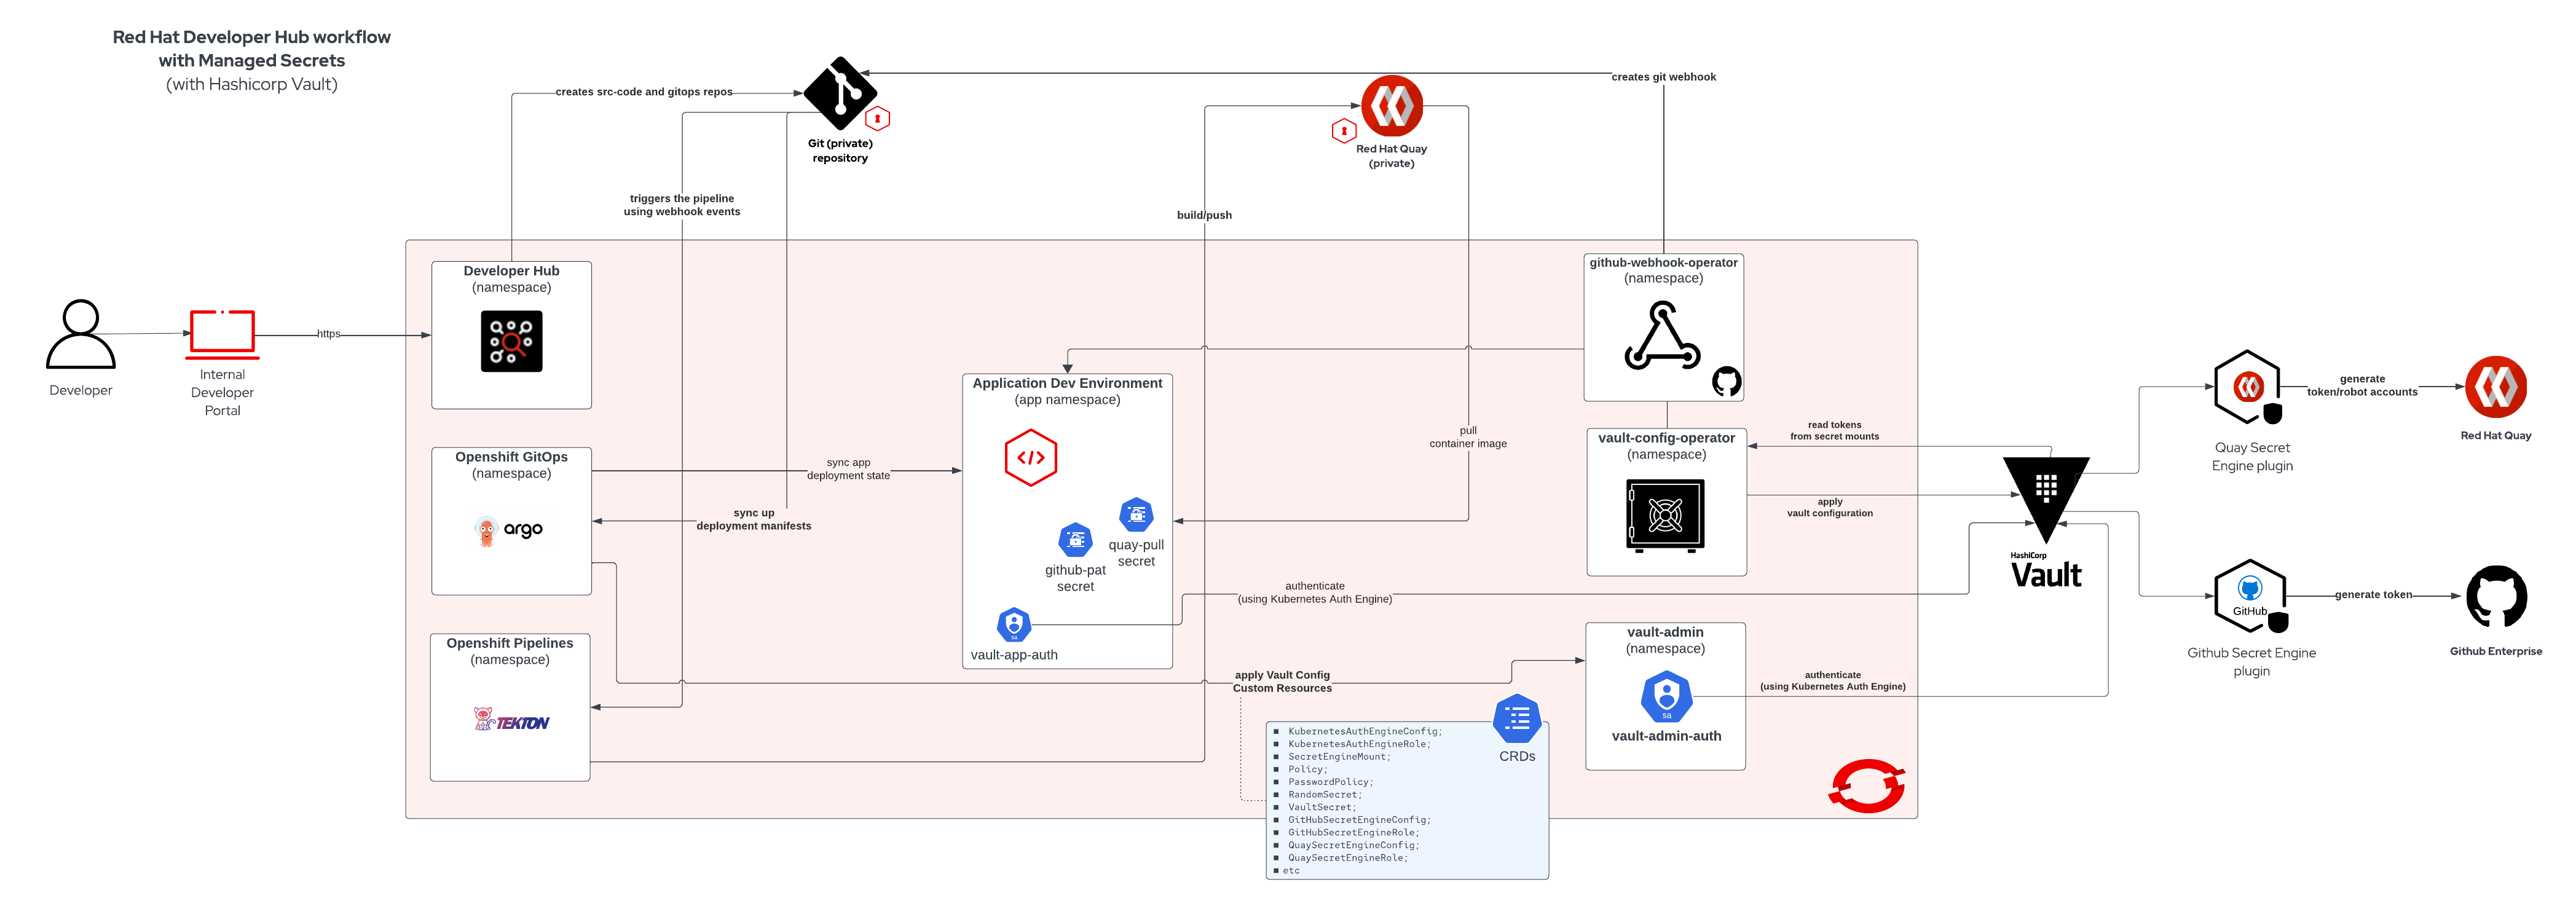 Red Hat Developer Hub workflow
with Managed Secrets
(with Hashicorp Vault)
creates src-code and gitops repos
Git (private)
repository
creates git webhook
Red Hat Quay
(private)
triggers the pipeline
using webhook events
build/push
Developer
Internal
Developer
Portal
https
Developer Hub
(namespace)
Openshift GitOps
(namespace)
argo
Openshift Pipelines
(namespace)
TEKTON
sync app
deployment state
sync up
deployment manifests
Application Dev Environment
(app namespace)
quay-pull
secret
github-pat
secret
sa
vault-app-auth
pull
container image
authenticate
(using Kubernetes Auth Engine)
apply Vault Config
Custom Resources
KubernetesAuthEngineConfig;
KubernetesAuthEngineRole;
SecretEngineMount;
Policy;
PasswordPolicy;
RandomSecret;
VaultSecret;
GitHubSecretEngineConfig;
GitHubSecretEngineRole;
QuaySecretEngineConfig;
QuaySecretEngineRole;
etc
CRDs
github-webhook-operator
(namespace)
vault-config-operator
(namespace)
vault-admin
(namespace)
sa
vault-admin-auth
read tokens
from secret mounts
apply
vault configuration
authenticate
(using Kubernetes Auth Engine)
HashiCorp
Vault
Quay Secret
Engine plugin
generate
token/robot accounts
Red Hat Quay
GitHub
Github Secret Engine
plugin
generate token
Github Enterprise